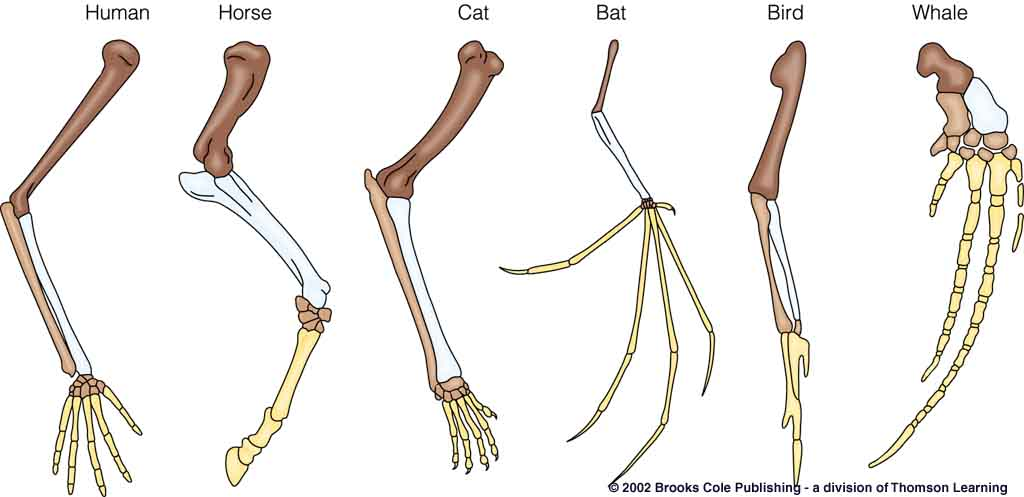 Human Horse Cat Bat Bird Whale
© 2002 Brooks Cole Publishing - a division of Thomson Learning